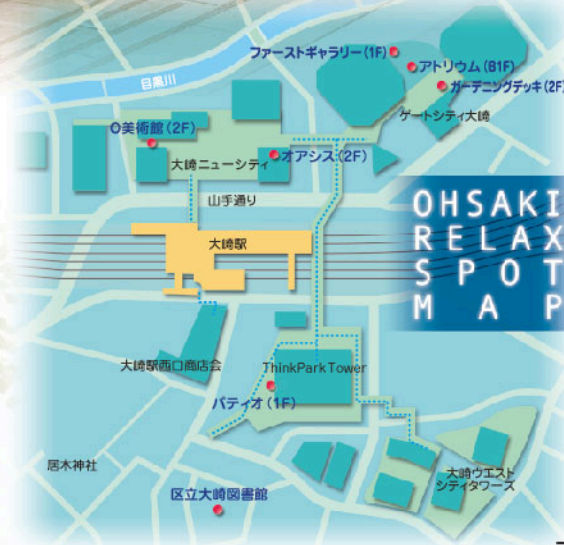 ファーストギャラリー(1F)
アトリウム(B1F)
ガーデニングデッキ(2F)
ゲートシティ大崎
目黒川
O美術館(2F)
大崎ニューシティ
オアシス(2F)
山手通り
大崎駅
OHSAKI
RELAX
SPOT
MAP
大崎駅西口商店会
ThinkPark Tower
パティオ(1F)
居木神社
区立大崎図書館
大崎ウエスト
シティタワーズ